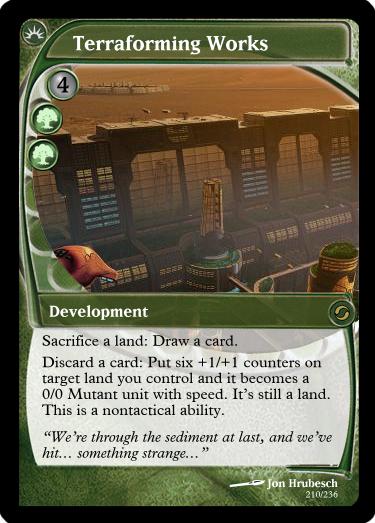 Terraforming Works
4
Development
Sacrifice a land: Draw a card.
Discard a card: Put six +1/+1 counters on
target land you control and it becomes a
0/0 Mutant unit with speed. It's still a land.
This is a nontactical ability.
"We're through the sediment at last, and we've
hit... something strange..."
Jon Hrubesch
210/236